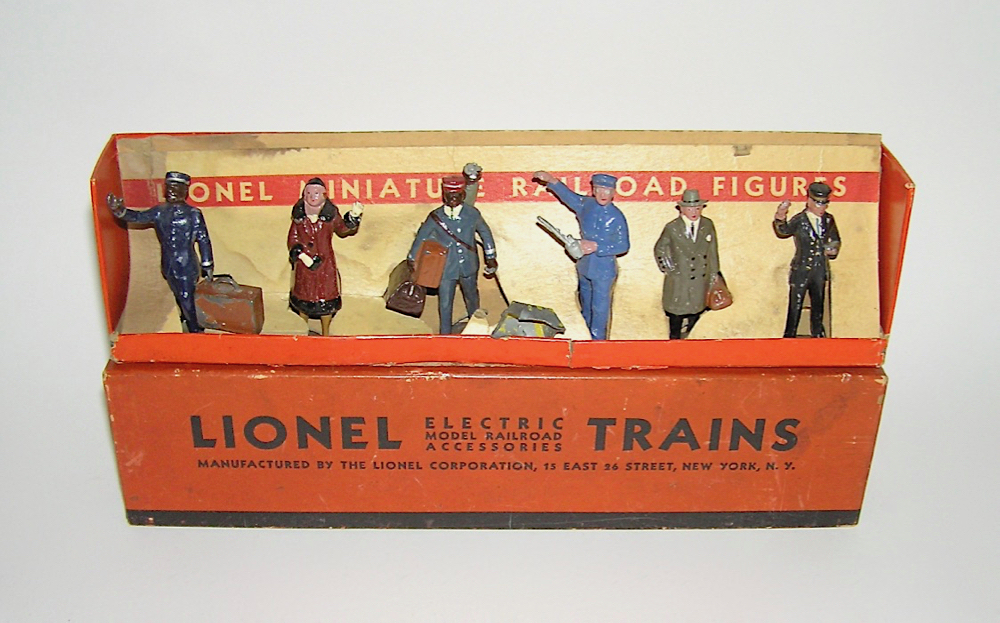 LIONEL MINIATURE RAILROAD FIGURES
LIONEL ELECTRIC MODEL RAILROAD ACCESSORIES TRAINS
MANUFACTURED BY THE LIONEL CORPORATION, 15 EAST 26 STREET, NEW YORK, N. Y.